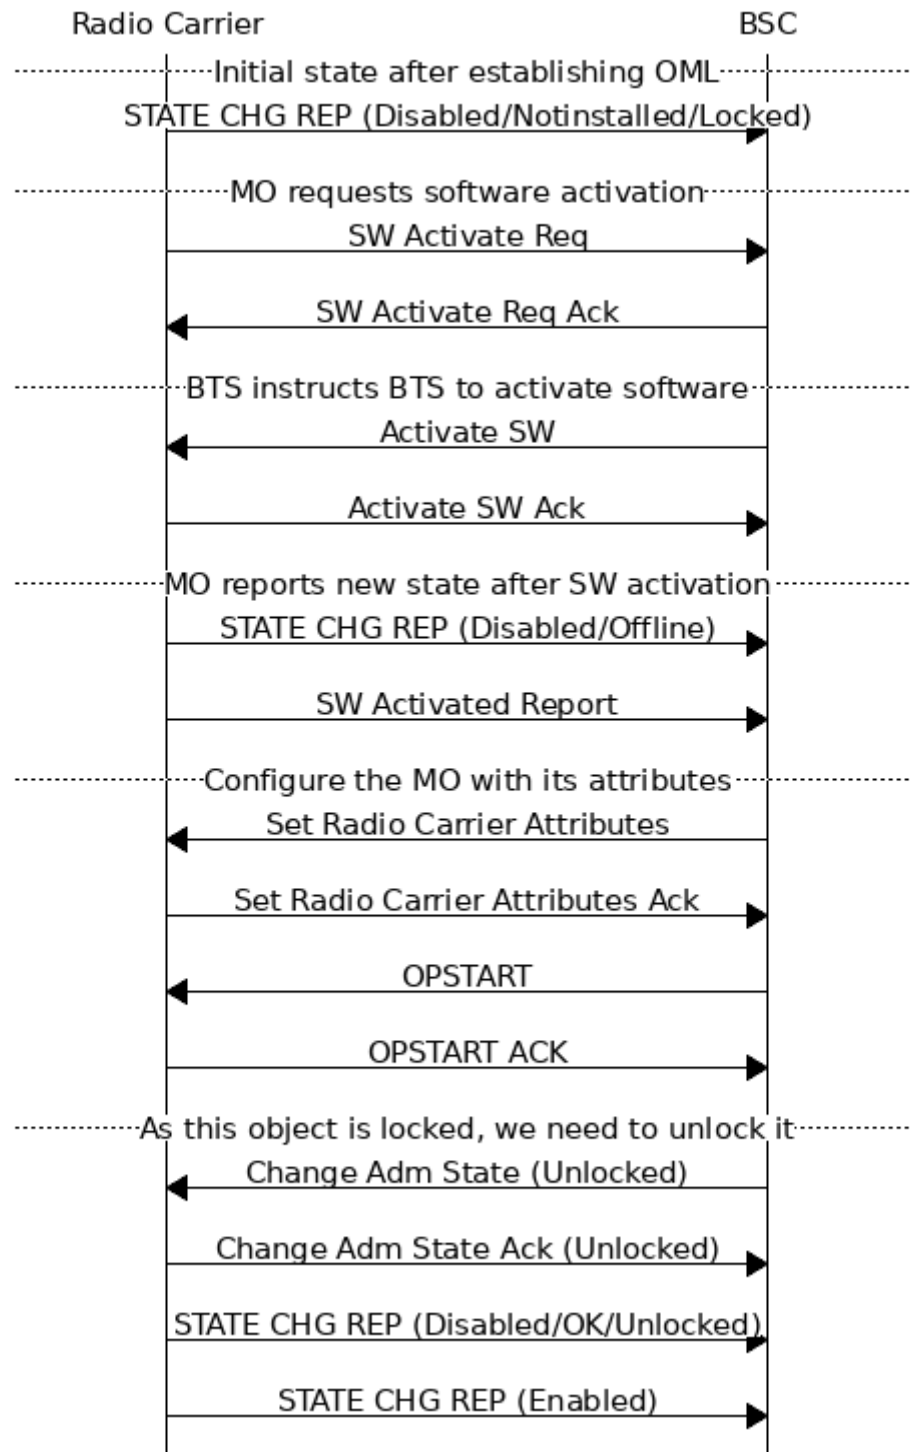 Radio Carrier BSC
Initial state after establishing OML
STATE CHG REP (Disabled/Notinstalled/Locked)
MO requests software activation
SW Activate Req
SW Activate Req Ack
BTS instructs BTS to activate software
Activate SW
Activate SW Ack
MO reports new state after SW activation
STATE CHG REP (Disabled/Offline)
SW Activated Report
Configure the MO with its attributes
Set Radio Carrier Attributes
Set Radio Carrier Attributes Ack
OPSTART
OPSTART ACK
As this object is locked, we need to unlock it
Change Adm State (Unlocked)
Change Adm State Ack (Unlocked)
STATE CHG REP (Disabled/OK/Unlocked)
STATE CHG REP (Enabled)